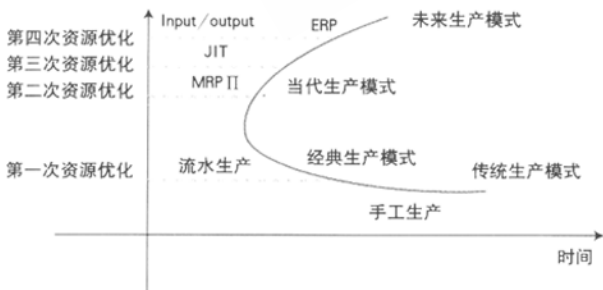 Input/output
ERP
未来生产模式
第四次资源优化
JIT
第三次资源优化
MRPⅡ
当代生产模式
第二次资源优化
经典生产模式
第一次资源优化
流水生产
传统生产模式
手工生产
时间